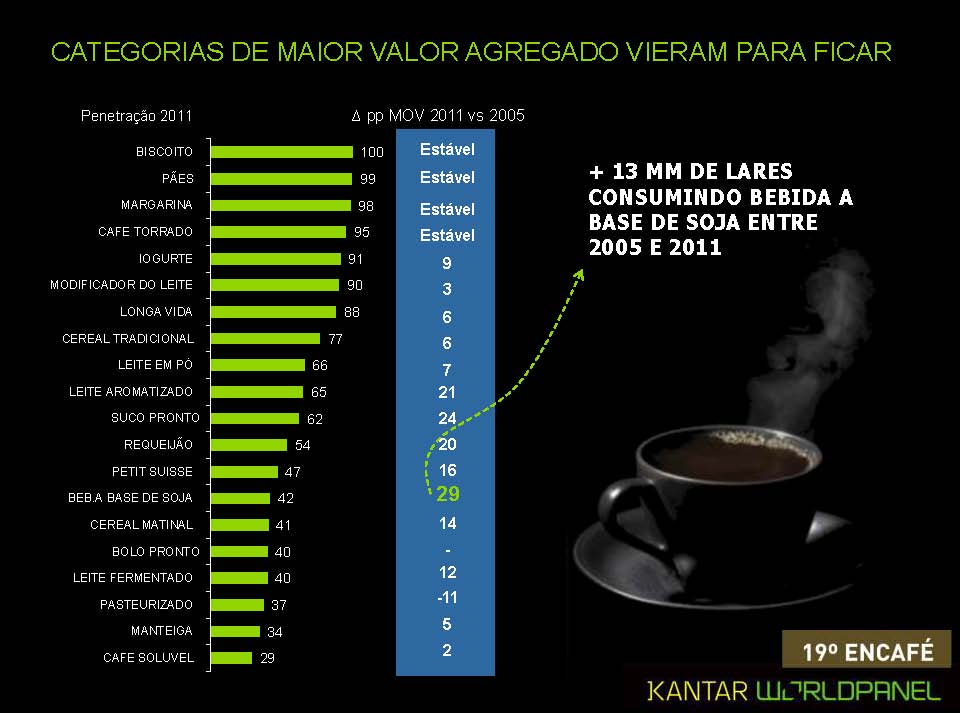 CATEGORIAS DE MAIOR VALOR AGREGADO VIERAM PARA FICAR
Penetração 2011 Δ pp MOV 2011 vs 2005
BISCOITO 100 Estável
PÃES 99 Estável
MARGARINA 98 Estável
CAFE TORRADO 95 Estável
IOGURTE 91 9
MODIFICADOR DO LEITE 90 3
LONGA VIDA 88 6
CEREAL TRADICIONAL 77 6
LEITE EM PÓ 66 7
LEITE AROMATIZADO 65 21
SUCO PRONTO 62 24
REQUEIJÃO 54 20
PETIT SUISSE 47 16
BEB.A BASE DE SOJA 42 29
CEREAL MATINAL 41 14
BOLO PRONTO 40 -
LEITE FERMENTADO 40 12
PASTEURIZADO 37 -11
MANTEIGA 34 5
CAFE SOLUVEL 29 2
+ 13 MM DE LARES
CONSUMINDO BEBIDA A
BASE DE SOJA ENTRE
2005 E 2011
19º ENCAFÉ
KANTAR WORLDPANEL